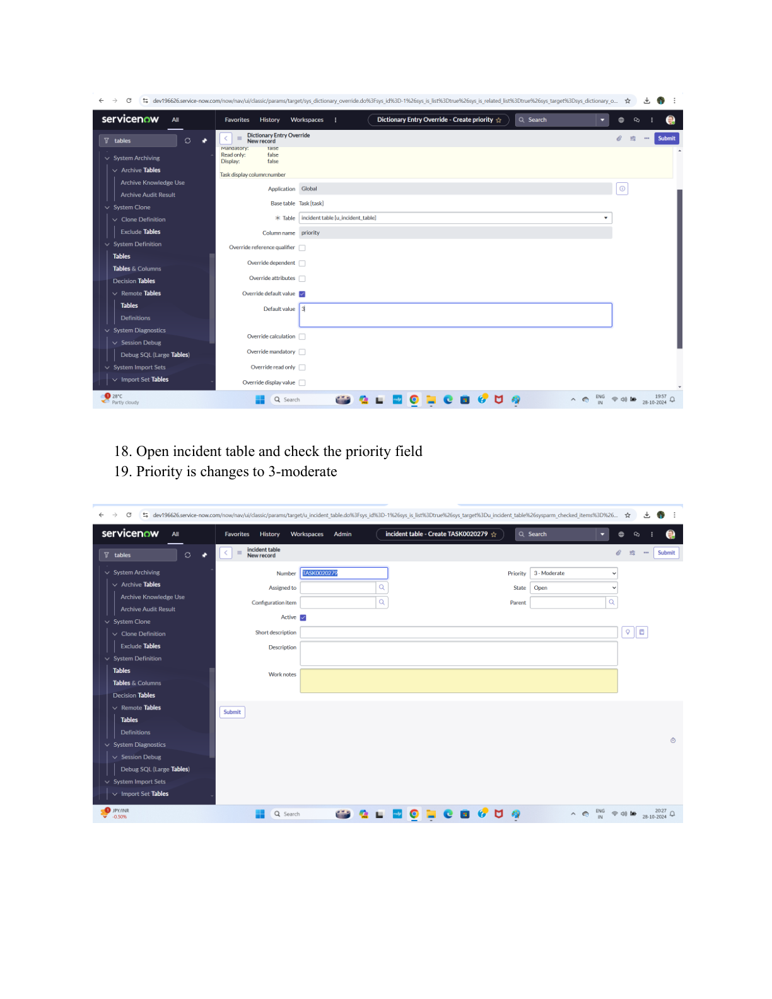 dev196626.service-now.com/now/nav/ui/classic/params/target/sys_dictionary_override.do%3Fsys_id%3D-1%26sys_is_list%3Dtrue%26sys_is_related_list%3Dtrue%26sys_target%3Dsys_dictionary_o...
servicenow All Favorites History Workspaces Dictionary Entry Override - Create priority Search
tables
Dictionary Entry Override
New record
Submit
System Archiving
Archive Tables
Archive Knowledge Use
Archive Audit Result
System Clone
Clone Definition
Exclude Tables
System Definition
Tables
Tables & Columns
Decision Tables
Remote Tables
Tables
Definitions
System Diagnostics
Session Debug
Debug SQL (Large Tables)
System Import Sets
Import Set Tables
Mandatory: false
Read only: false
Display: false
Task display column:number
Application Global
Base table Task [task]
Table incident table [u_incident_table]
Column name priority
Override reference qualifier
Override dependent
Override attributes
Override default value
Default value 3
Override calculation
Override mandatory
Override read only
Override display value
1 28°C
Partly cloudy
Search
ENG
IN
19:57
28-10-2024
18. Open incident table and check the priority field
19. Priority is changes to 3-moderate
dev196626.service-now.com/now/nav/ui/classic/params/target/u_incident_table.do%3Fsys_id%3D-1%26sys_is_list%3Dtrue%26sys_target%3Du_incident_table%26sysparm_checked_items%3D%26...
servicenow All Favorites History Workspaces Admin incident table - Create TASK0020279 Search
tables
incident table
New record
Submit
System Archiving
Archive Tables
Archive Knowledge Use
Archive Audit Result
System Clone
Clone Definition
Exclude Tables
System Definition
Tables
Tables & Columns
Decision Tables
Remote Tables
Tables
Definitions
System Diagnostics
Session Debug
Debug SQL (Large Tables)
System Import Sets
Import Set Tables
Number TASK0020279 Priority 3 - Moderate
Assigned to State Open
Configuration item Parent
Active
Short description
Description
Work notes
Submit
1 JPY/INR
-0.50%
Search
ENG
IN
20:27
28-10-2024